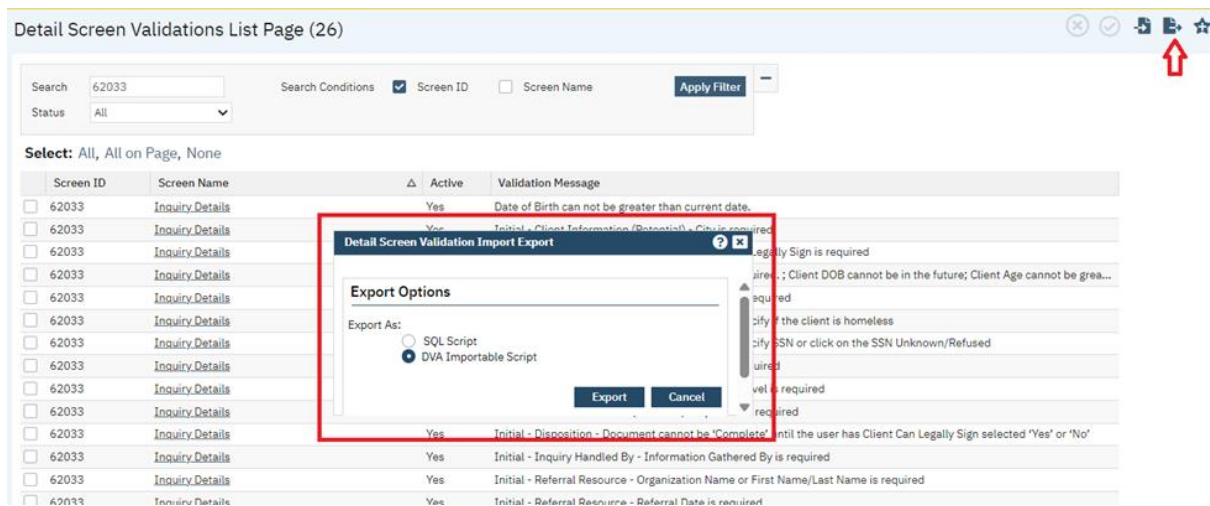 Detail Screen Validations List Page (26)
Search 62033 Search Conditions Screen ID Screen Name Apply Filter
Status All
Select: All, All on Page, None
Screen ID Screen Name Active Validation Message
62033 Inquiry Details Yes Date of Birth can not be greater than current date.
62033 Inquiry Details Yes Initial - Client Information (Potential) - City is required
Detail Screen Validation Import Export
62033 Inquiry Details Legally Sign is required
62033 Inquiry Details ; Client DOB cannot be in the future; Client Age cannot be grea...
Export Options
62033 Inquiry Details
62033 Inquiry Details if the client is homeless
Export As:
SQL Script
62033 Inquiry Details SSN or click on the SSN Unknown/Refused
DVA Importable Script
62033 Inquiry Details
62033 Inquiry Details is required
Export Cancel
62033 Inquiry Details required
62033 Inquiry Details Yes Initial - Disposition - Document cannot be 'Complete' until the user has Client Can Legally Sign selected 'Yes' or 'No'
62033 Inquiry Details Yes Initial - Inquiry Handled By - Information Gathered By is required
62033 Inquiry Details Yes Initial - Referral Resource - Organization Name or First Name/Last Name is required
62033 Inquiry Details Yes Initial - Referral Resource - Referral Date is required